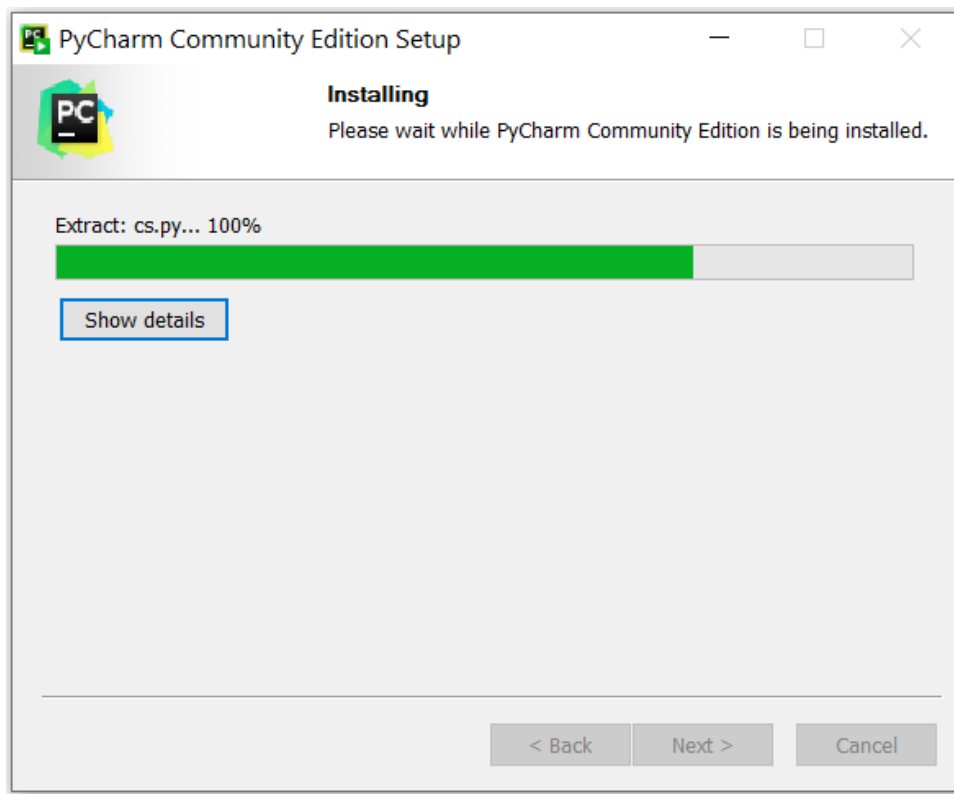 PC
PyCharm Community Edition Setup
PC
Installing
Please wait while PyCharm Community Edition is being installed.
Extract: cs.py... 100%
Show details
< Back
Next >
Cancel